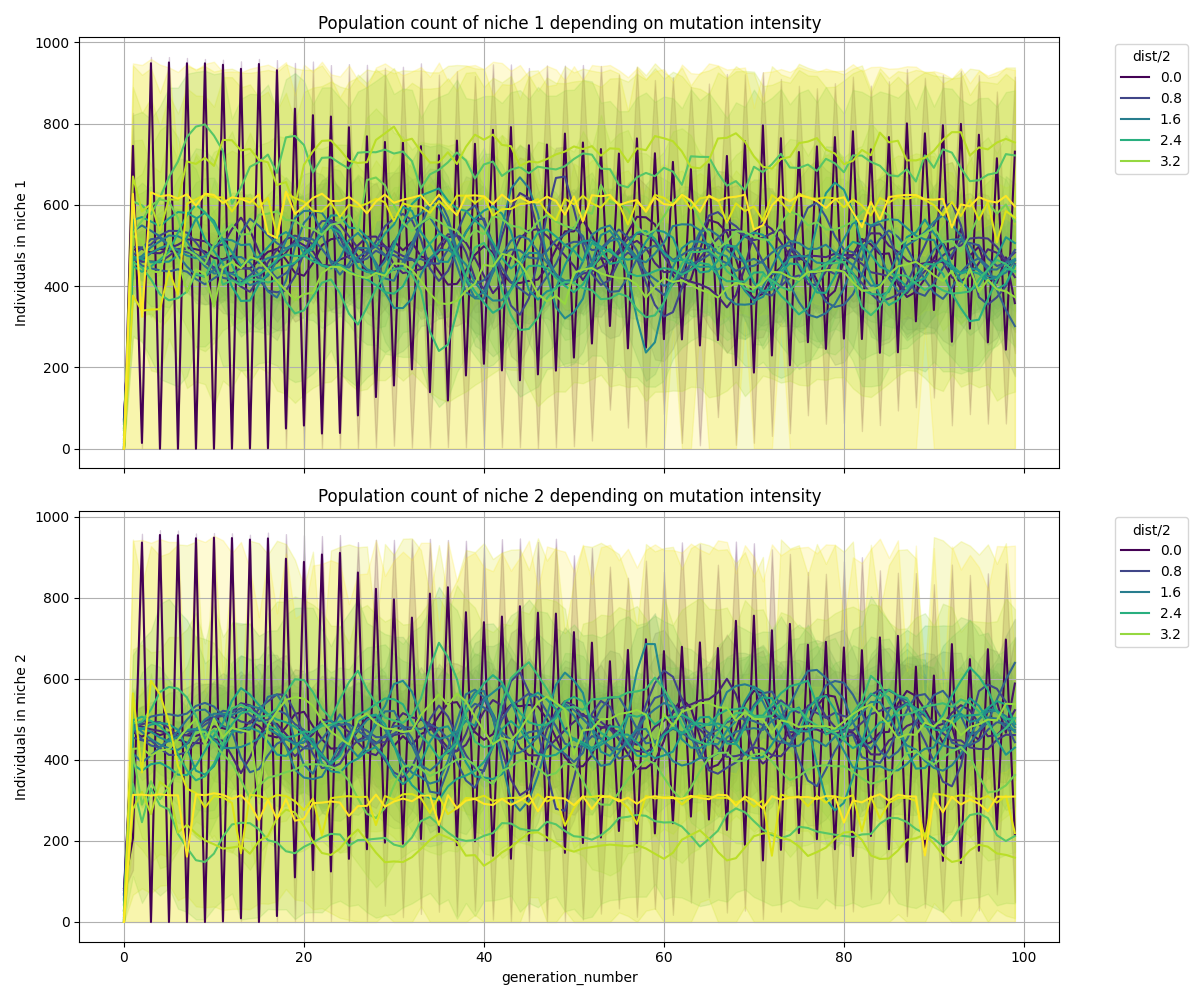 Population count of niche 1 depending on mutation intensity
1000
800
600
400
200
0
Individuals in niche 1
dist/2
0.0
0.8
1.6
2.4
3.2
Population count of niche 2 depending on mutation intensity
1000
800
600
400
200
0
Individuals in niche 2
dist/2
0.0
0.8
1.6
2.4
3.2
0 20 40 60 80 100
generation_number